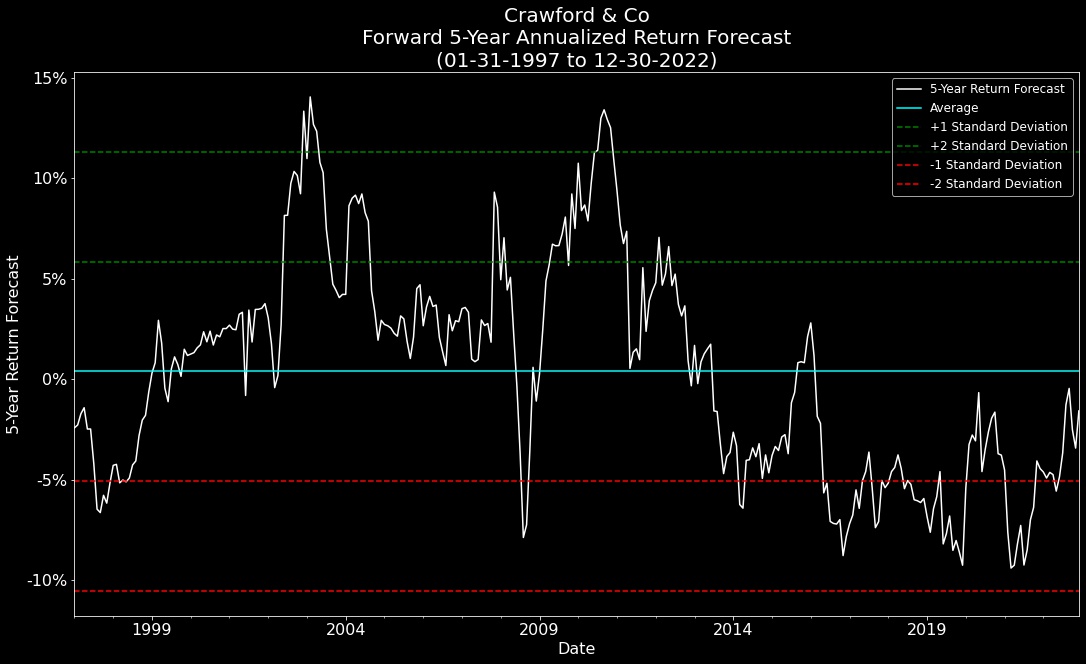 Crawford & Co
Forward 5-Year Annualized Return Forecast
(01-31-1997 to 12-30-2022)
15%
10%
5%
0%
-5%
-10%
5-Year Return Forecast
5-Year Return Forecast
Average
+1 Standard Deviation
+2 Standard Deviation
-1 Standard Deviation
-2 Standard Deviation
1999
2004
2009
2014
2019
Date